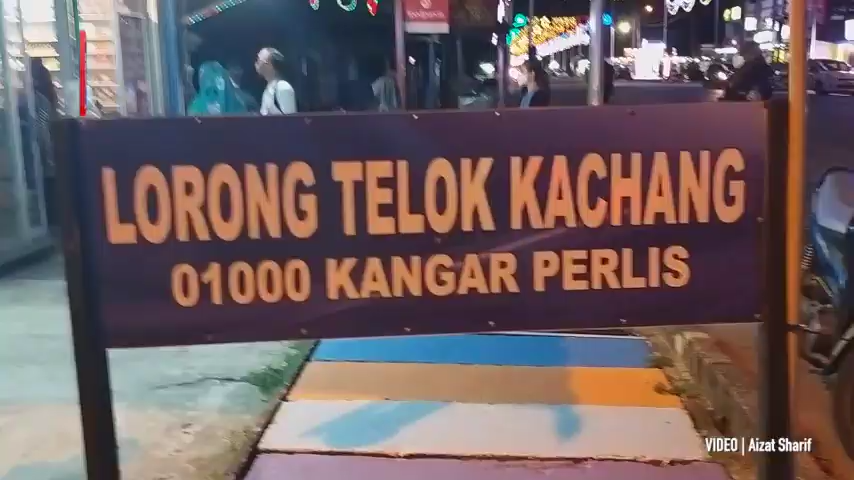 LORONG TELOK KACHANG
01000 KANGAR PERLIS
VIDEO | Aizat Sharif